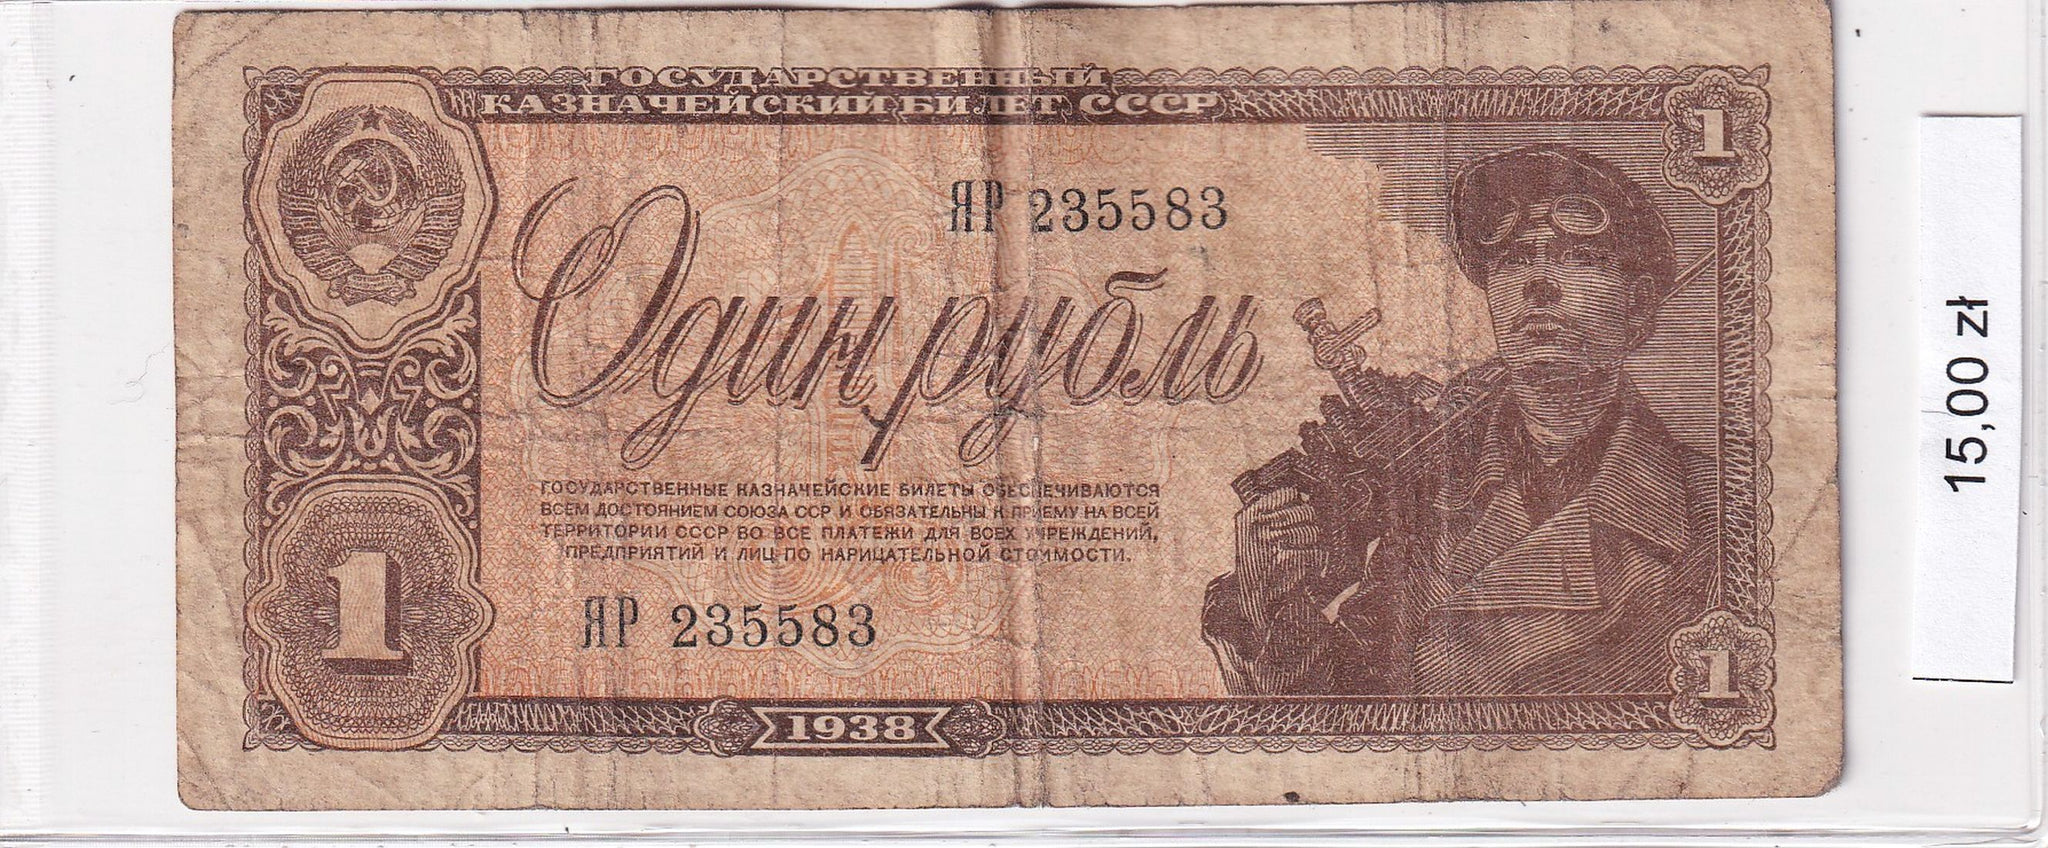 ГОСУДАРСТВЕННЫЙ
КАЗНАЧЕЙСКИЙ БИЛЕТ СССР
1
ЯР 235583
Один рубль
ГОСУДАРСТВЕННЫЕ КАЗНАЧЕЙСКИЕ БИЛЕТЫ ОБЕСПЕЧИВАЮТСЯ
ВСЕМ ДОСТОЯНИЕМ СОЮЗА ССР И ОБЯЗАТЕЛЬНЫ К ПРИЕМУ НА ВСЕЙ
ТЕРРИТОРИИ СССР ВО ВСЕ ПЛАТЕЖИ ДЛЯ ВСЕХ УЧРЕЖДЕНИЙ,
ПРЕДПРИЯТИЙ И ЛИЦ ПО НАРИЦАТЕЛЬНОЙ СТОИМОСТИ.
1
ЯР 235583
1
1938
15,00 zł